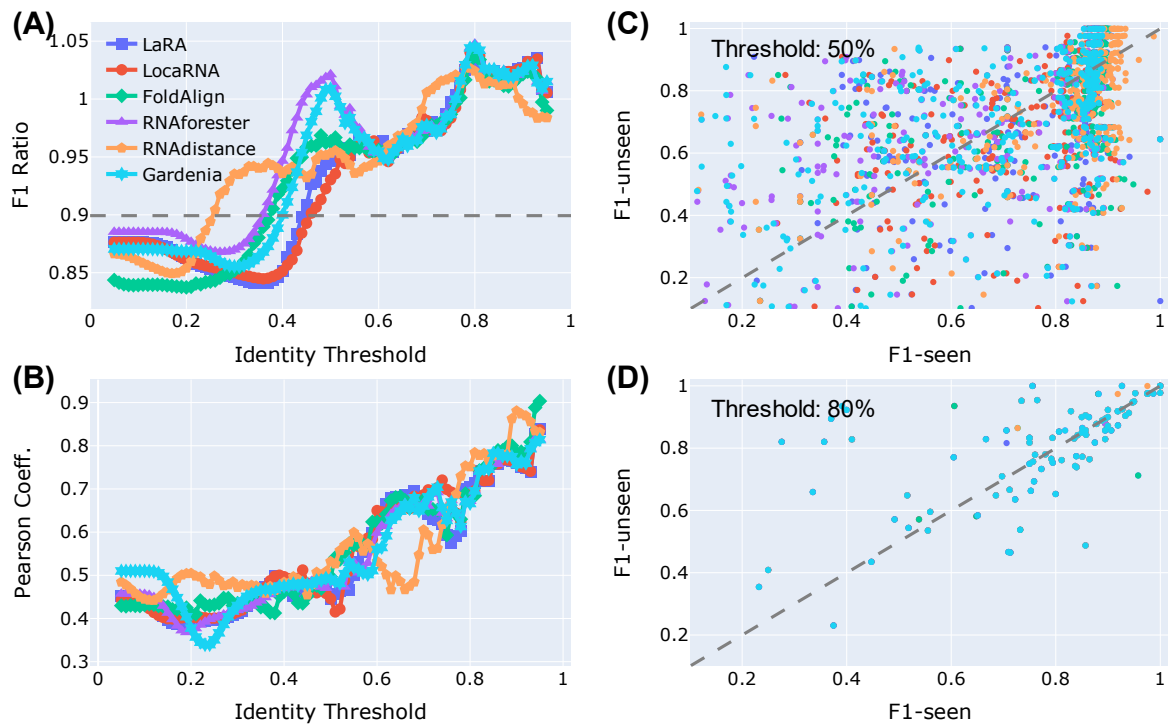 (A)
1.05
1
0.95
0.9
0.85
F1 Ratio
LaRA
LocaRNA
FoldAlign
RNAforester
RNAdistance
Gardenia
0 0.2 0.4 0.6 0.8 1
Identity Threshold
(B)
0.9
0.8
0.7
0.6
0.5
0.4
0.3
Pearson Coeff.
0 0.2 0.4 0.6 0.8 1
Identity Threshold
(C)
Threshold: 50%
1
0.8
0.6
0.4
0.2
F1-unseen
0.2 0.4 0.6 0.8 1
F1-seen
(D)
Threshold: 80%
1
0.8
0.6
0.4
0.2
F1-unseen
0.2 0.4 0.6 0.8 1
F1-seen